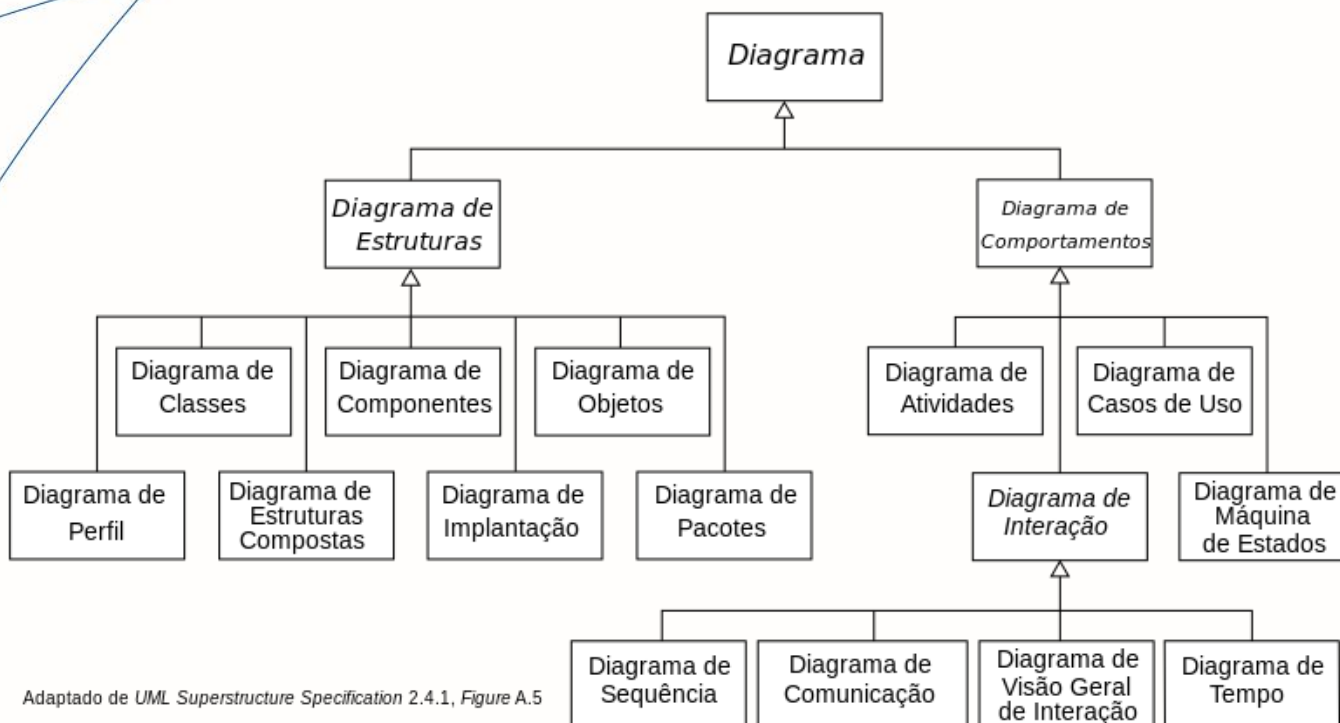 Diagrama
Diagrama de
Estruturas
Diagrama de
Comportamentos
Diagrama de
Classes
Diagrama de
Componentes
Diagrama de
Objetos
Diagrama de
Atividades
Diagrama de
Casos de Uso
Diagrama de
Perfil
Diagrama de
Estruturas
Compostas
Diagrama de
Implantação
Diagrama de
Pacotes
Diagrama de
Interação
Diagrama de
Máquina
de Estados
Diagrama de
Sequência
Diagrama de
Comunicação
Diagrama de
Visão Geral
de Interação
Diagrama de
Tempo
Adaptado de UML Superstructure Specification 2.4.1, Figure A.5